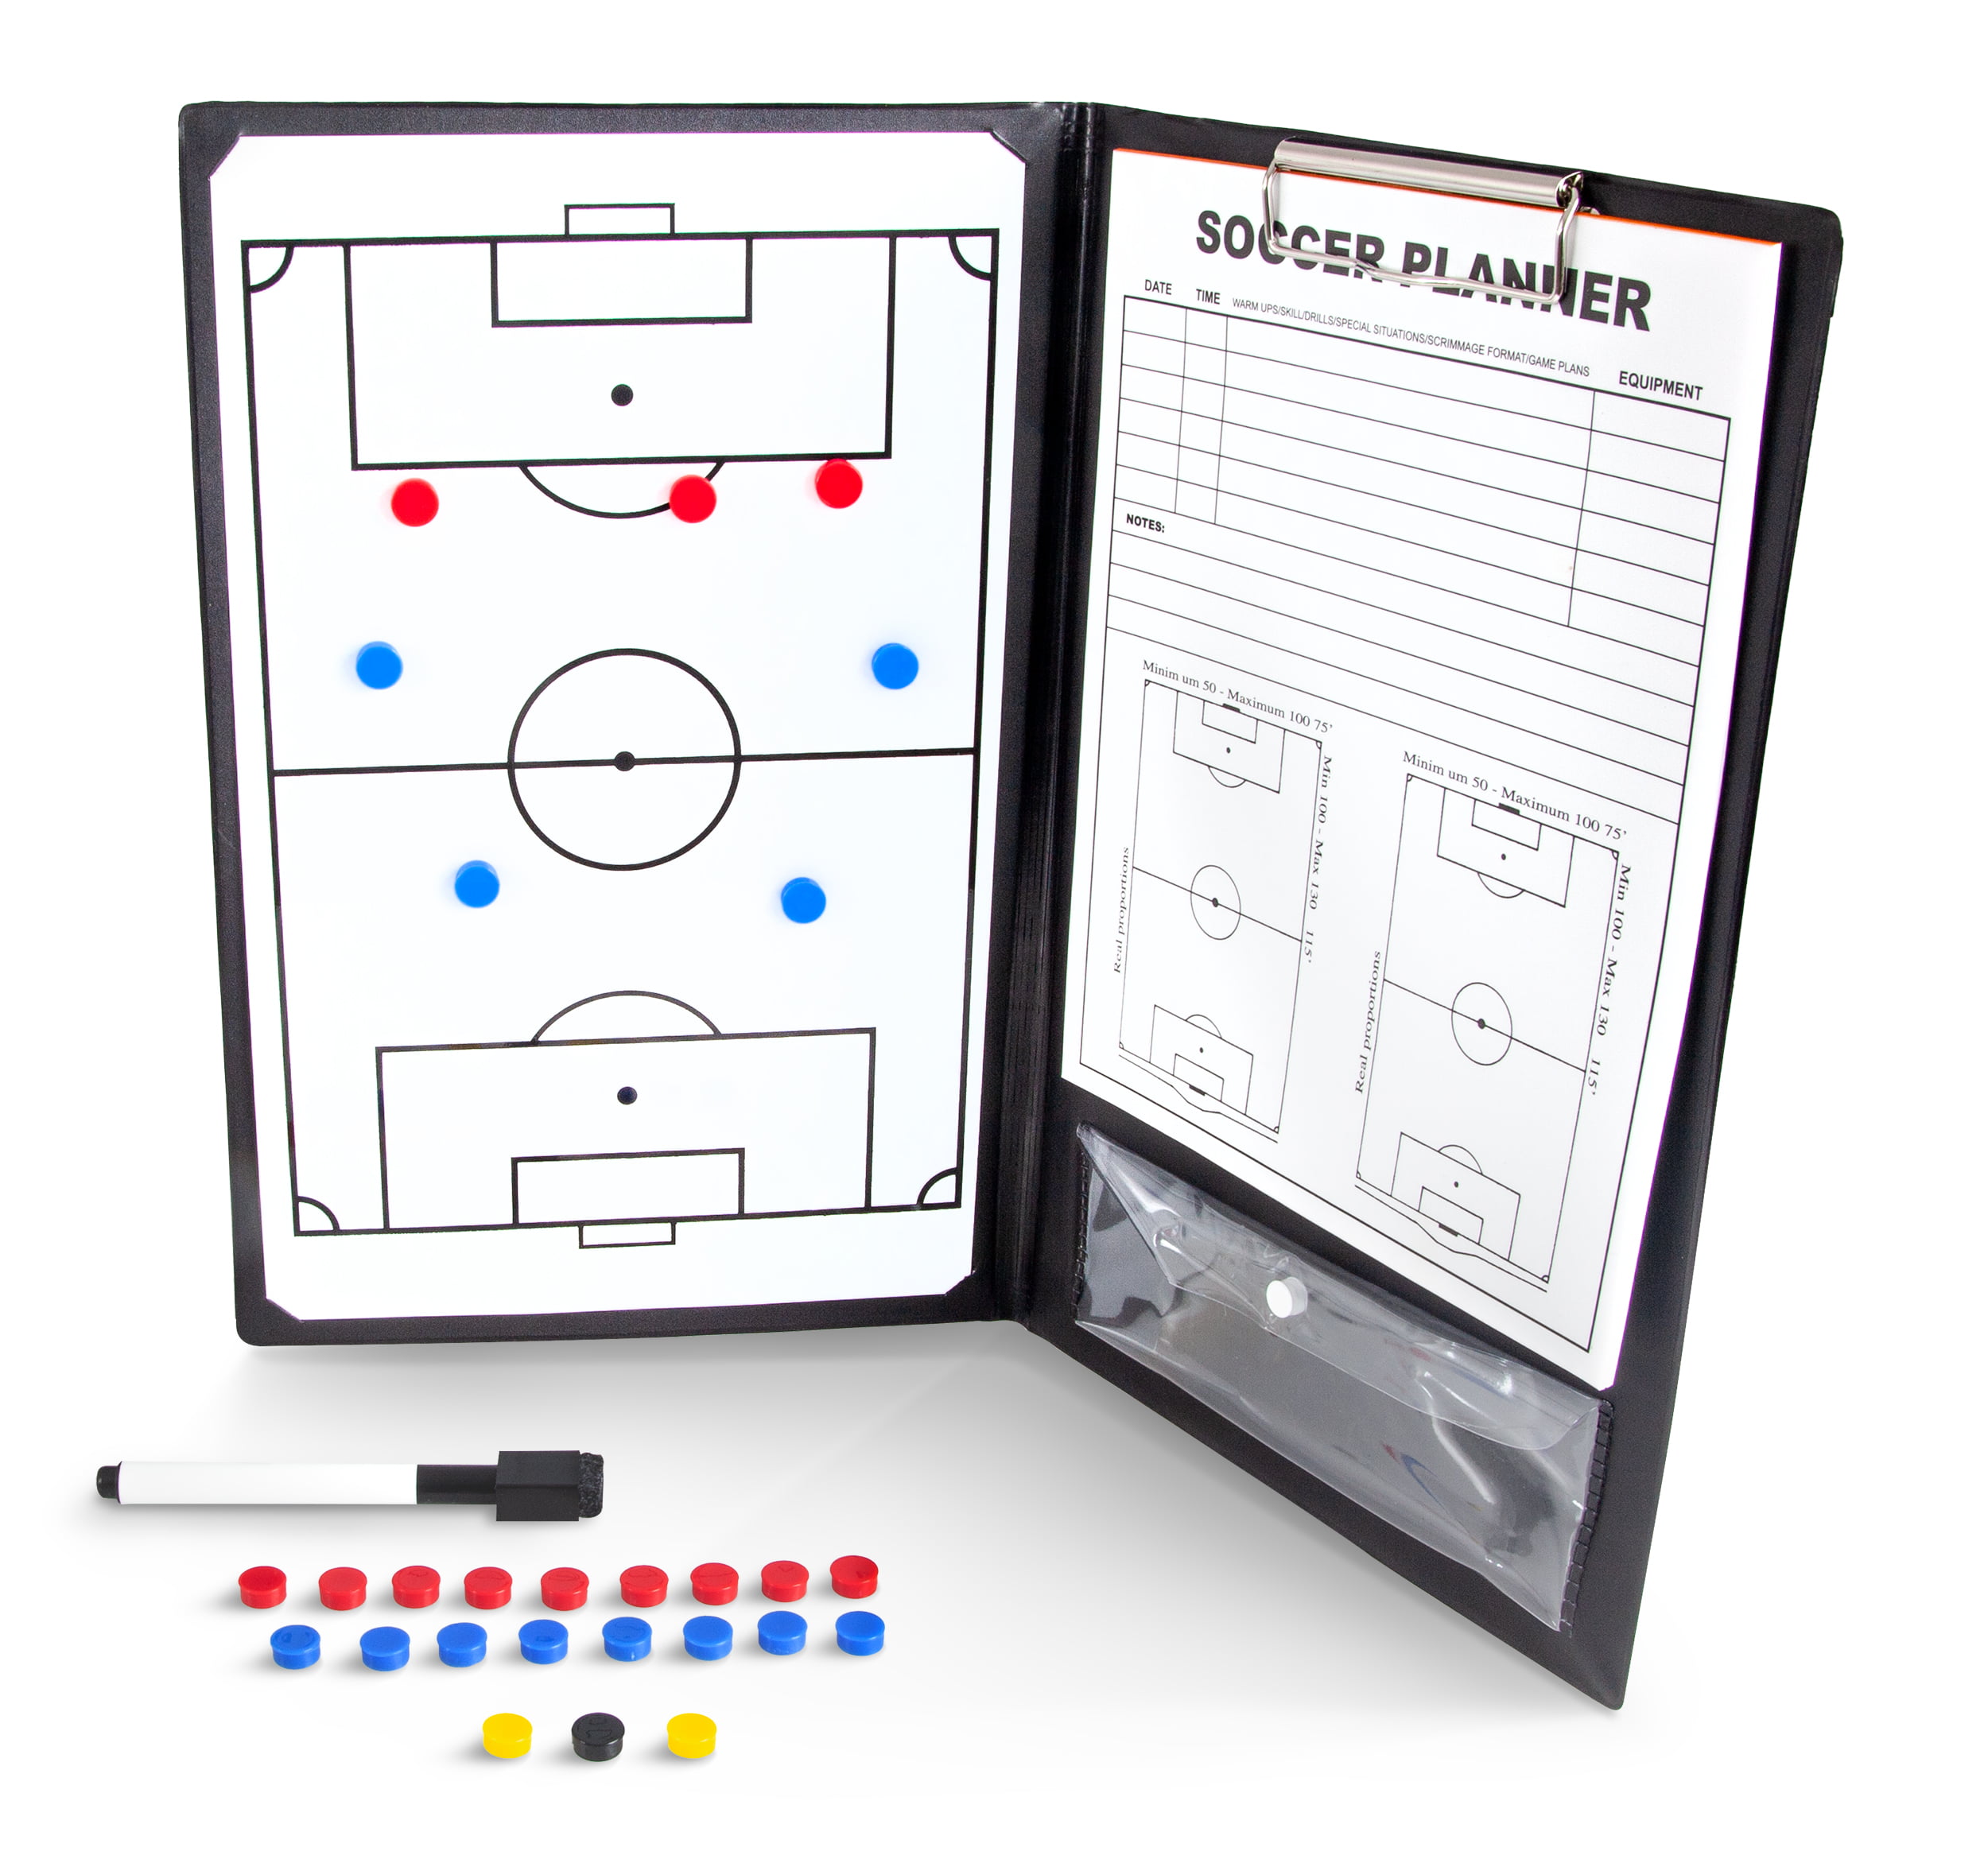 SOCCER PLANNER
DATE TIME WARM UPS/SKILL/DRILLS/SPECIAL SITUATIONS/SCRIMMAGE FORMAT/GAME PLANS EQUIPMENT
NOTES:
Minim um 50 - Maximum 100 75'
Min 100 - Max 130 115'
Real proportions
Minim um 50 - Maximum 100 75'
Min 100 - Max 130 115'
Real proportions